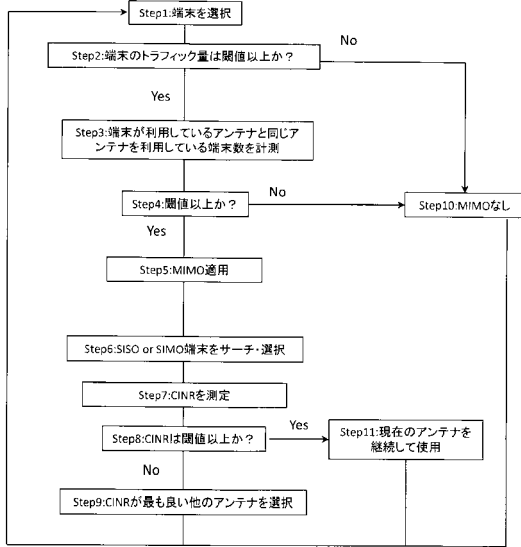 Step1:端末を選択
No
Step2:端末のトラフィック量は閾値以上か?
Yes
Step3:端末が利用しているアンテナと同じア
ンテナを利用している端末数を計測
No
Step4:閾値以上か?
Step10:MIMOなし
Yes
Step5:MIMO適用
Step6:SISO or SIMO端末をサーチ・選択
Step7:CINRを測定
Yes
Step8:CINRは閾値以上か?
Step11:現在のアンテナを
継続して使用
No
Step9:CINRが最も良い他のアンテナを選択